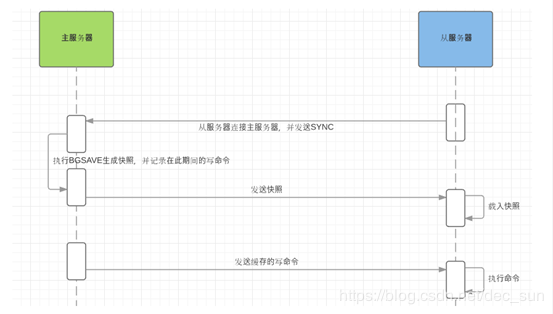 主服务器
从服务器
从服务器连接主服务器，并发送SYNC
执行BGSAVE生成快照，并记录在此期间的写命令
发送快照
载入快照
发送缓存的写命令
执行命令
https://blog.csdn.net/dec_sun